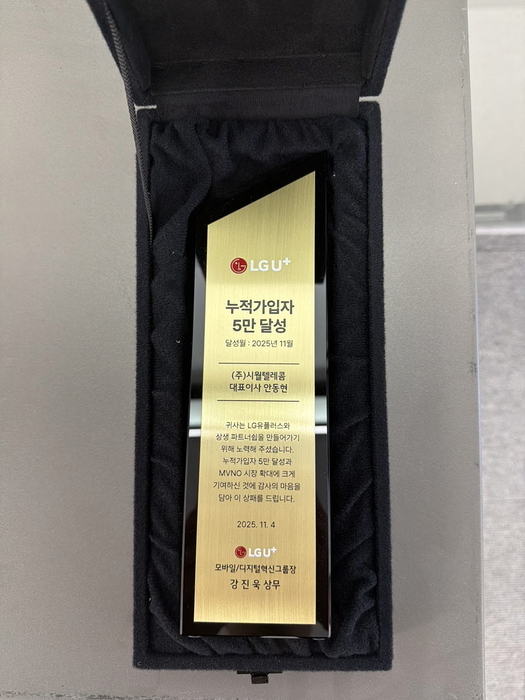 LG U+
누적가입자
5만 달성
달성월 : 2025년 11월
(주)시월텔레콤
대표이사 안동현
귀사는 LG유플러스와
상생 파트너쉽을 만들어가기
위해 노력해 주셨습니다.
누적가입자 5만 달성과
MVNO 시장 확대에 크게
기여하신 것에 감사의 마음을
담아 이 상패를 드립니다.
2025. 11. 4
LG U+
모바일/디지털혁신그룹장
강 진 욱 상무